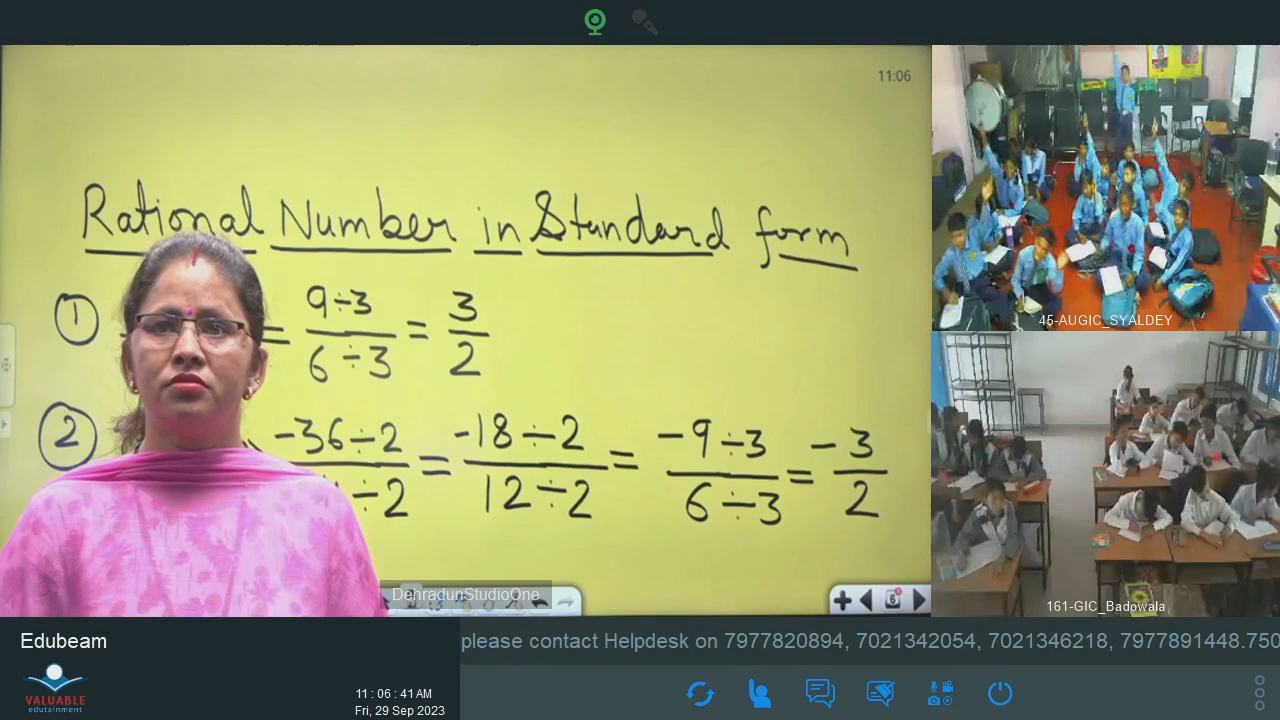 11:06
Rational Number in Standard form
① = 9÷3/6÷3 = 3/2
② -36÷2/÷2 = -18÷2/12÷2 = -9÷3/6÷3 = -3/2
DehradunStudioOne
6
45-AUGIC_SYALDEY
161-GIC_Badowala
Edubeam
please contact Helpdesk on 7977820894, 7021342054, 7021346218, 7977891448.750
VALUABLE
edutainment
11 : 06 : 41 AM
Fri, 29 Sep 2023